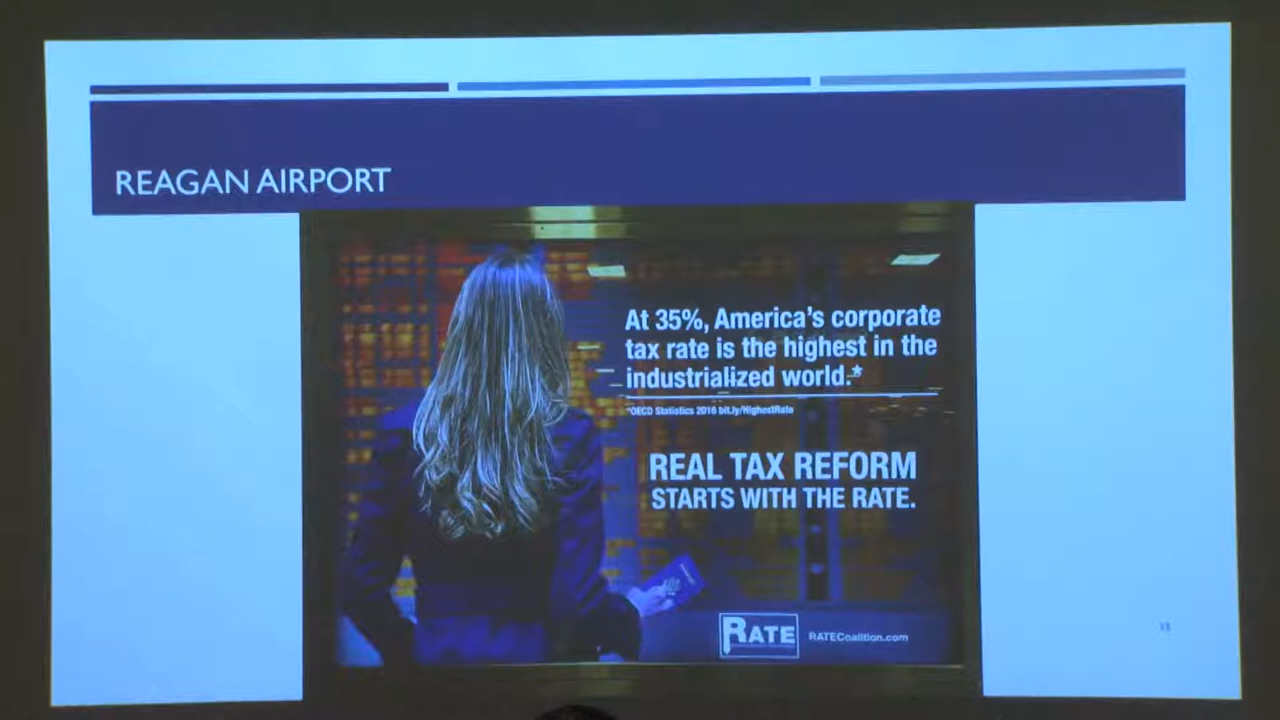 REAGAN AIRPORT
At 35%, America's corporate
tax rate is the highest in the
industrialized world.*
*OECD Statistics 2016 bit.ly/HighestRate
REAL TAX REFORM
STARTS WITH THE RATE.
RATE
RATECoalition.com